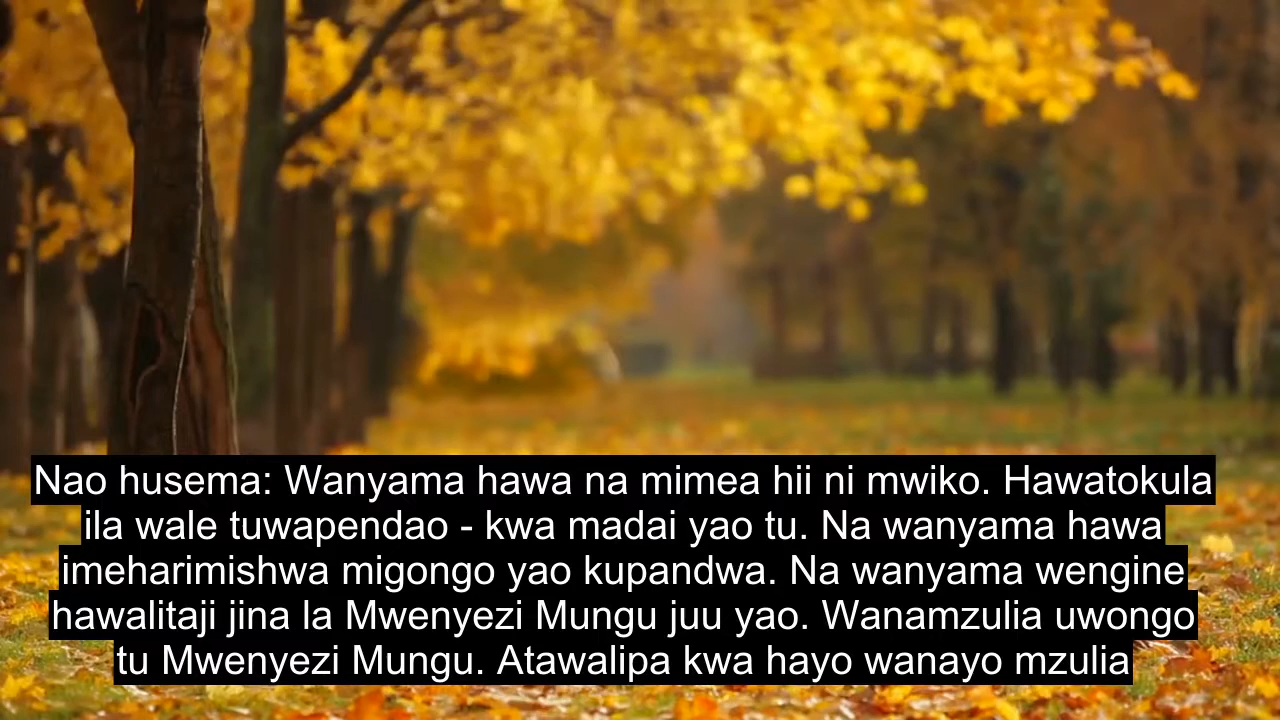 Nao husema: Wanyama hawa na mimea hii ni mwiko. Hawatokula
ila wale tuwapendao - kwa madai yao tu. Na wanyama hawa
imeharimishwa migongo yao kupandwa. Na wanyama wengine
hawalitaji jina la Mwenyezi Mungu juu yao. Wanamzulia uwongo
tu Mwenyezi Mungu. Atawalipa kwa hayo wanayo mzulia